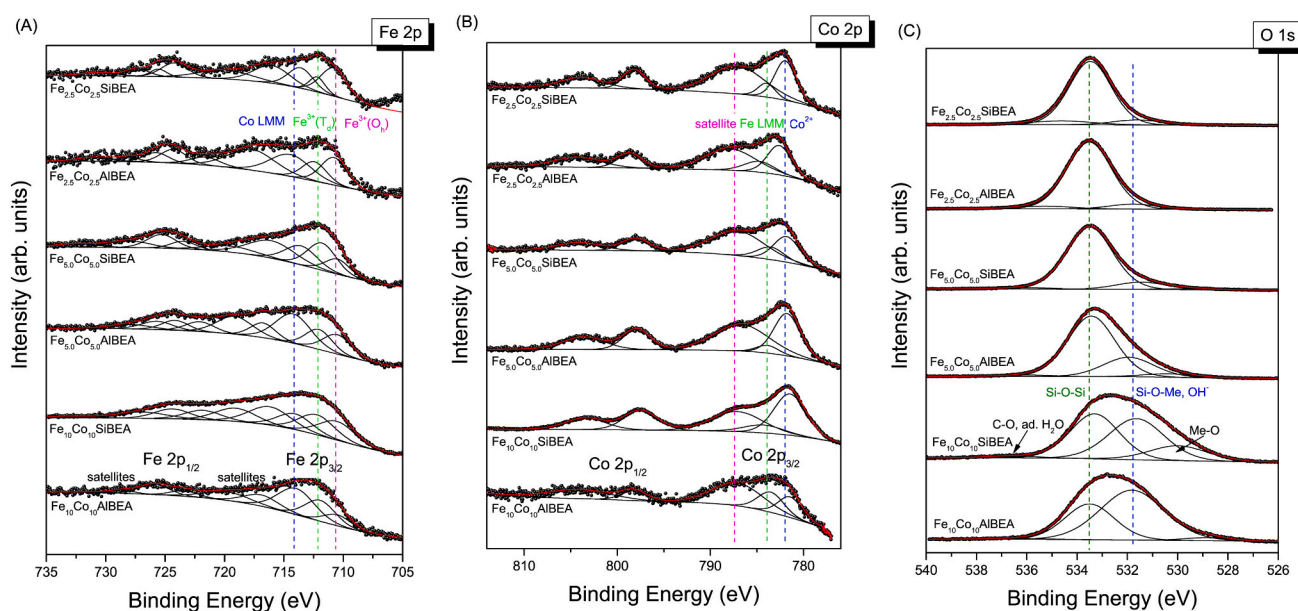 (A)
Fe 2p
Fe2.5Co2.5SiBEA
Co LMM Fe3+(Td) Fe3+(Oh)
Fe2.5Co2.5AlBEA
Fe5.0Co5.0SiBEA
Fe5.0Co5.0AlBEA
Fe10Co10SiBEA
Fe 2p1/2 Fe 2p3/2
satellites satellites
Fe10Co10AlBEA
Intensity (arb. units)
735 730 725 720 715 710 705
Binding Energy (eV)
(B)
Co 2p
Fe2.5Co2.5SiBEA
satellite Fe LMM Co2+
Fe2.5Co2.5AlBEA
Fe5.0Co5.0SiBEA
Fe5.0Co5.0AlBEA
Fe10Co10SiBEA
Co 2p1/2 Co 2p3/2
Fe10Co10AlBEA
Intensity (arb. units)
810 800 790 780
Binding Energy (eV)
(C)
O 1s
Fe2.5Co2.5SiBEA
Fe2.5Co2.5AlBEA
Fe5.0Co5.0SiBEA
Fe5.0Co5.0AlBEA
Si-O-Si Si-O-Me, OH-
C-O, ad. H2O Me-O
Fe10Co10SiBEA
Fe10Co10AlBEA
Intensity (arb. units)
540 538 536 534 532 530 528 526
Binding Energy (eV)